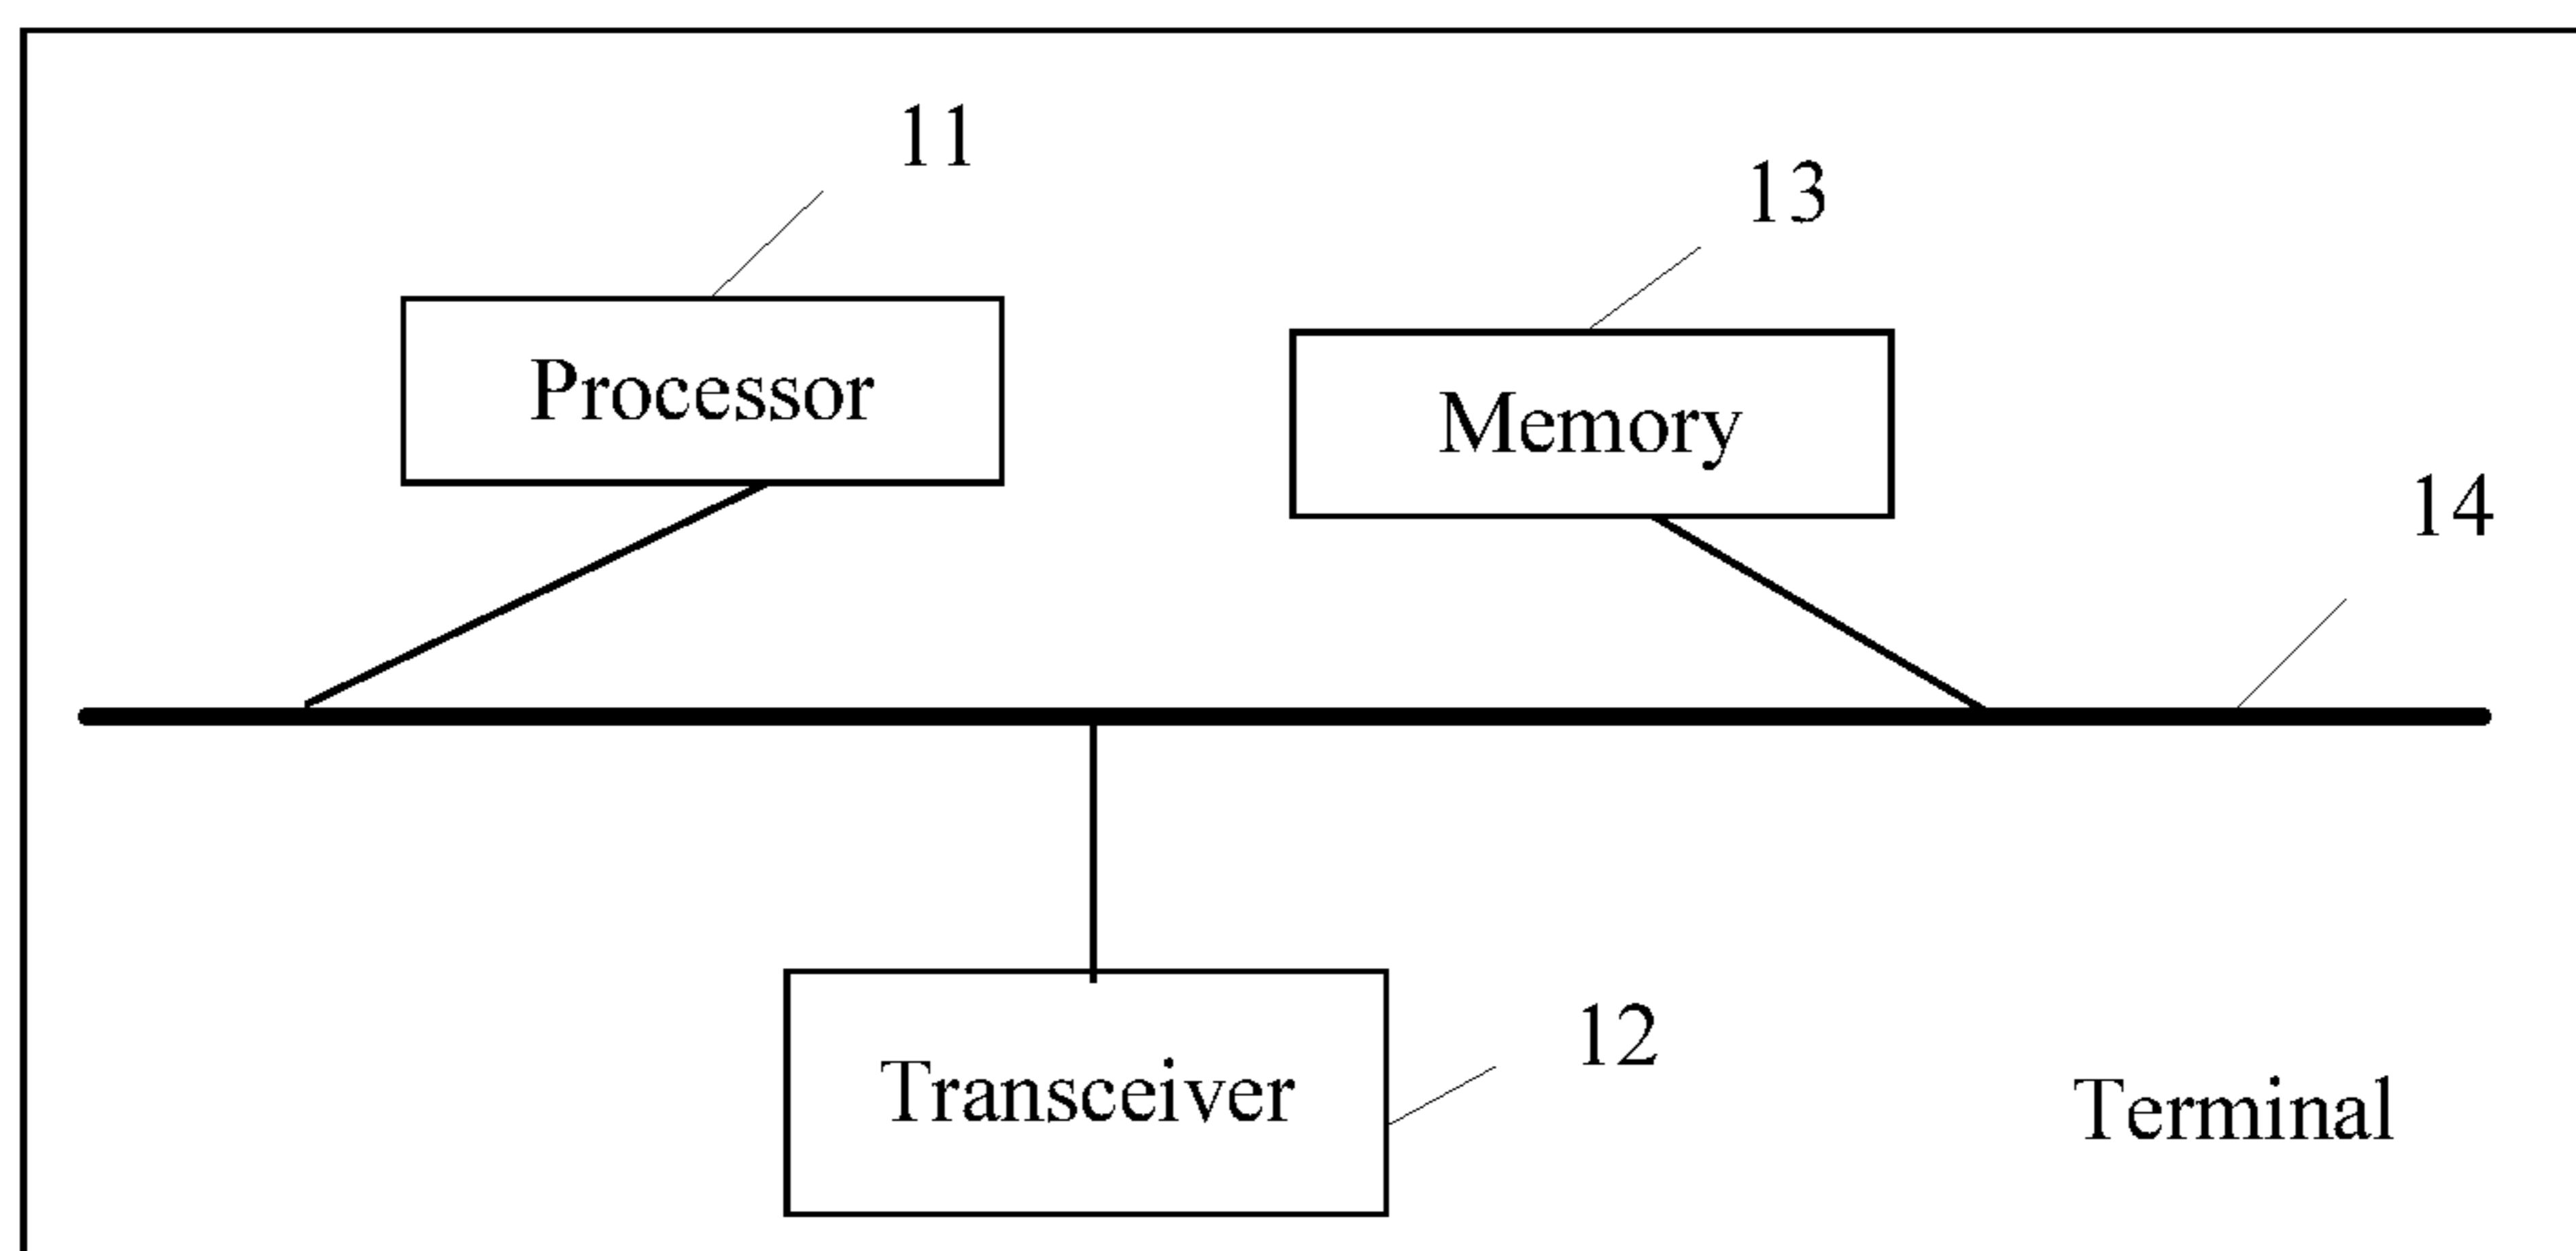 11
13
Processor
Memory
14
12
Transceiver
Terminal